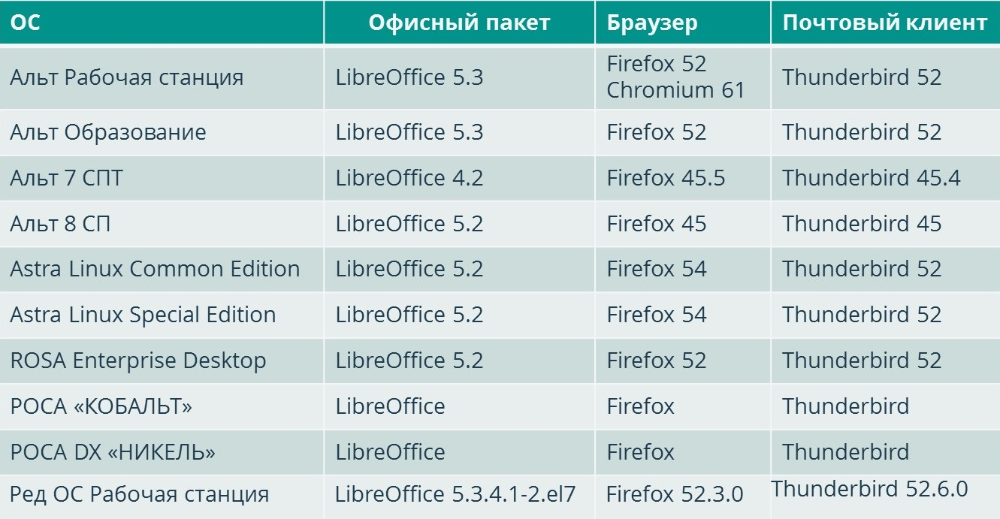 ОС Офисный пакет Браузер Почтовый клиент
Альт Рабочая станция LibreOffice 5.3 Firefox 52 Thunderbird 52
Chromium 61
Альт Образование LibreOffice 5.3 Firefox 52 Thunderbird 52
Альт 7 СПТ LibreOffice 4.2 Firefox 45.5 Thunderbird 45.4
Альт 8 СП LibreOffice 5.2 Firefox 45 Thunderbird 45
Astra Linux Common Edition LibreOffice 5.2 Firefox 54 Thunderbird 52
Astra Linux Special Edition LibreOffice 5.2 Firefox 54 Thunderbird 52
ROSA Enterprise Desktop LibreOffice 5.2 Firefox 52 Thunderbird 52
РОСА «КОБАЛЬТ» LibreOffice Firefox Thunderbird
РОСА DX «НИКЕЛЬ» LibreOffice Firefox Thunderbird
Ред ОС Рабочая станция LibreOffice 5.3.4.1-2.el7 Firefox 52.3.0 Thunderbird 52.6.0